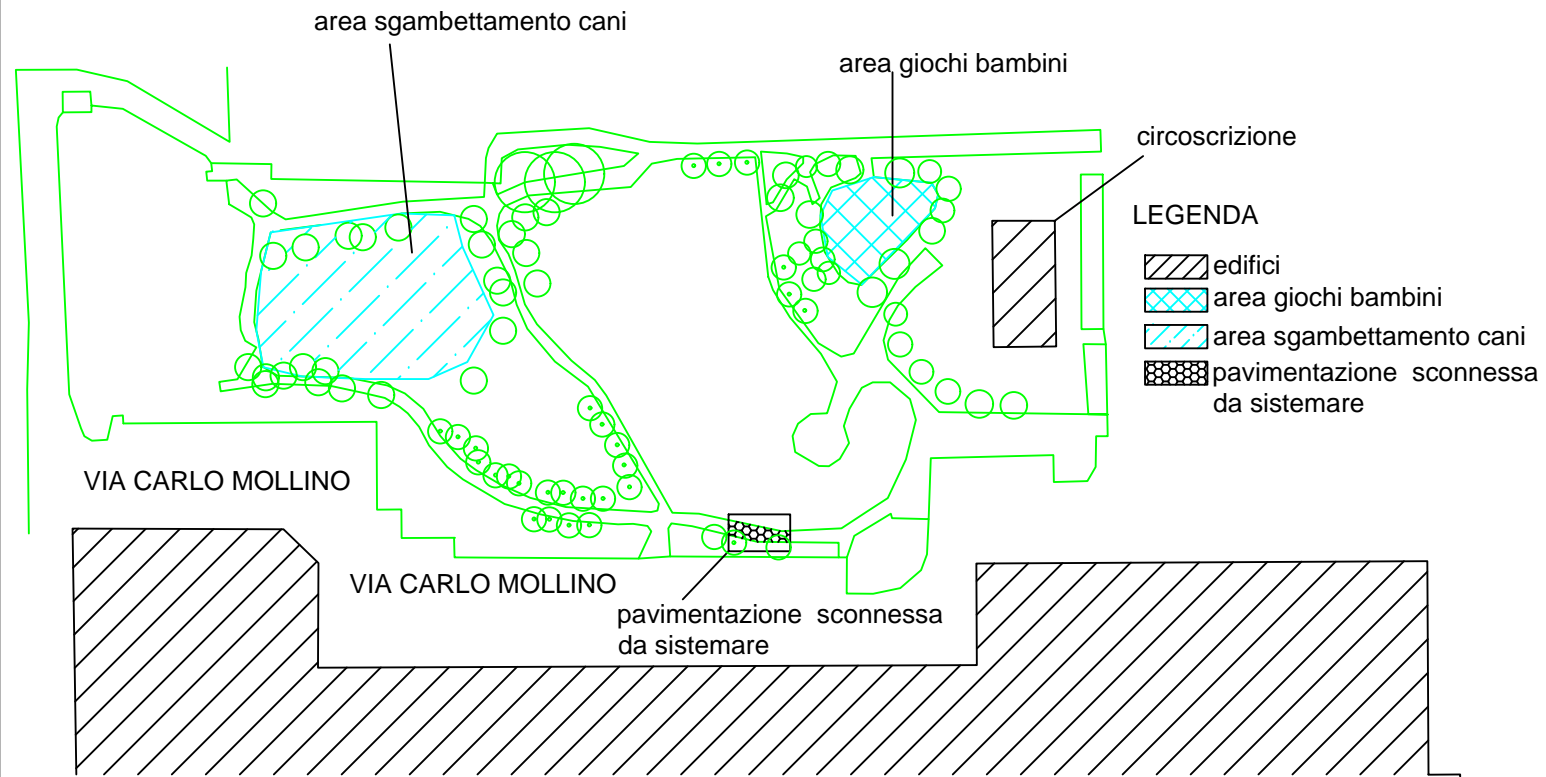 area sgambettamento cani
area giochi bambini
circoscrizione
LEGENDA
edifici
area giochi bambini
area sgambettamento cani
pavimentazione sconnessa
da sistemare
VIA CARLO MOLLINO
VIA CARLO MOLLINO
pavimentazione sconnessa
da sistemare